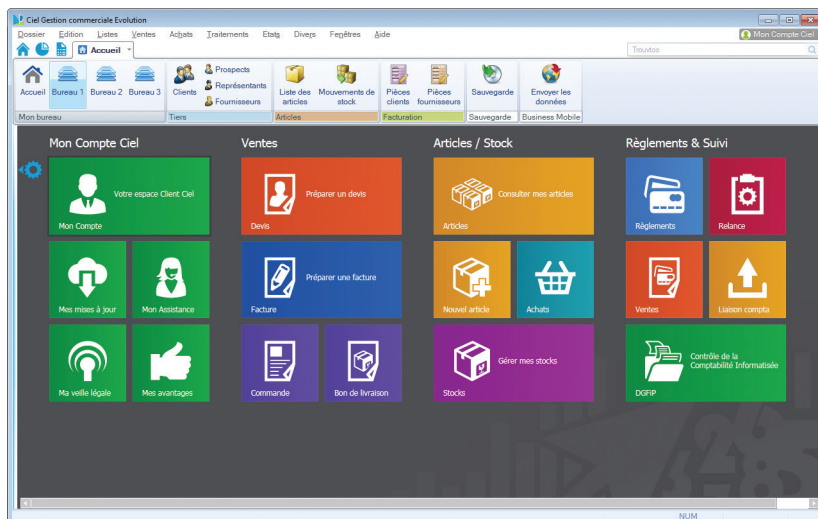 Ciel Gestion commerciale Evolution
Dossier Edition Listes Ventes Achats Traitements Etats Divers Fenêtres Aide
Mon Compte Ciel
Accueil
Trouvtoo
Accueil Bureau 1 Bureau 2 Bureau 3
Clients
Prospects
Représentants
Fournisseurs
Liste des articles
Mouvements de stock
Pièces clients
Pièces fournisseurs
Sauvegarde
Envoyer les données
Mon bureau Tiers Articles Facturation Sauvegarde Business Mobile
Mon Compte Ciel
Votre espace Client Ciel
Mon Compte
Mes mises à jour
Mon Assistance
Ma veille légale
Mes avantages
Ventes
Préparer un devis
Devis
Préparer une facture
Facture
Commande
Bon de livraison
Articles / Stock
Consulter mes articles
Articles
Nouvel article
Achats
Gérer mes stocks
Stocks
Règlements & Suivi
Règlements
Relance
Ventes
Liaison compta
Contrôle de la
Comptabilité Informatisée
DGFiP
NUM